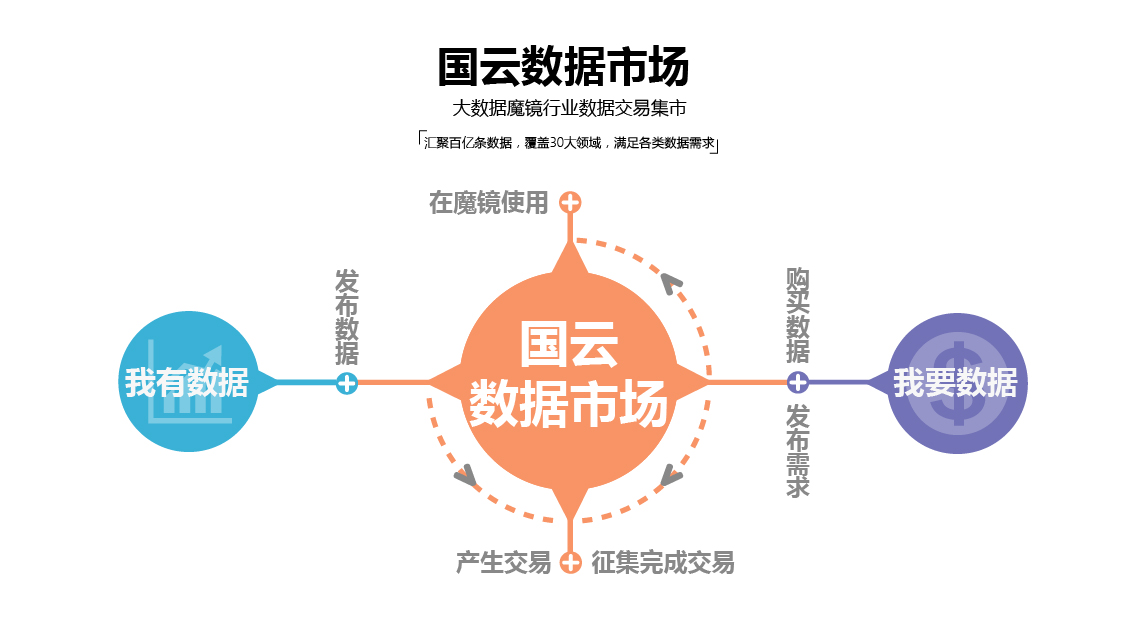 国云数据市场
大数据魔镜行业数据交易集市
「汇聚百亿条数据，覆盖30大领域，满足各类数据需求」
在魔镜使用
发布数据
购买数据
我有数据
国云
数据市场
我要数据
发布需求
产生交易
征集完成交易